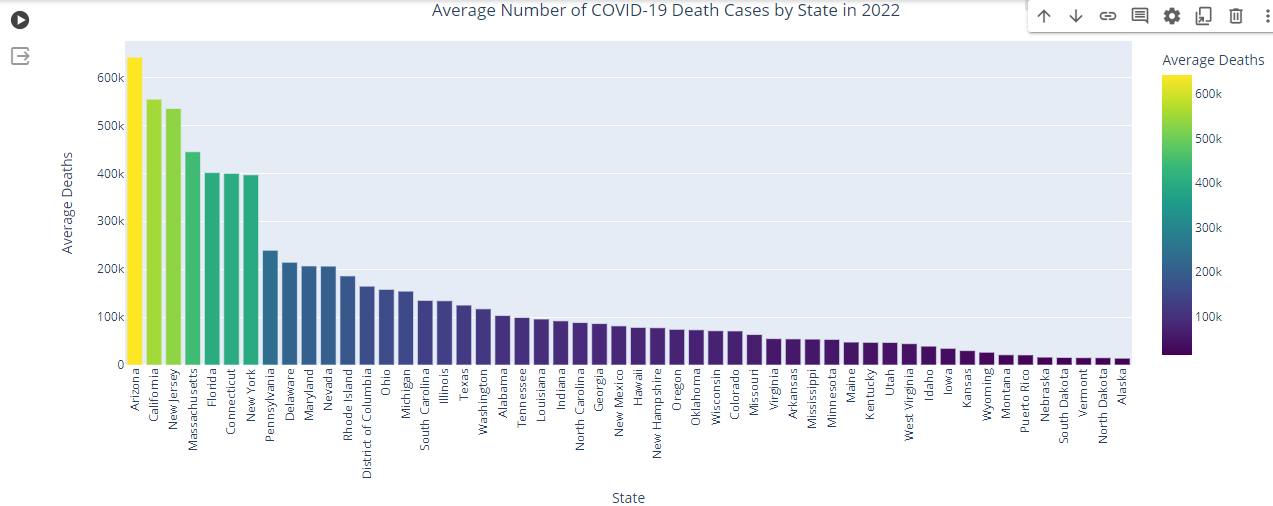 Average Number of COVID-19 Death Cases by State in 2022
Average Deaths
600k
500k
400k
300k
200k
100k
0
Arizona
California
New Jersey
Massachusetts
Florida
Connecticut
New York
Pennsylvania
Delaware
Maryland
Nevada
Rhode Island
District of Columbia
Ohio
Michigan
South Carolina
Illinois
Texas
Washington
Alabama
Tennessee
Louisiana
Indiana
North Carolina
Georgia
New Mexico
Hawaii
New Hampshire
Oregon
Oklahoma
Wisconsin
Colorado
Missouri
Virginia
Arkansas
Mississippi
Minnesota
Maine
Kentucky
Utah
West Virginia
Idaho
Iowa
Kansas
Wyoming
Montana
Puerto Rico
Nebraska
South Dakota
Vermont
North Dakota
Alaska
State
Average Deaths
600k
500k
400k
300k
200k
100k